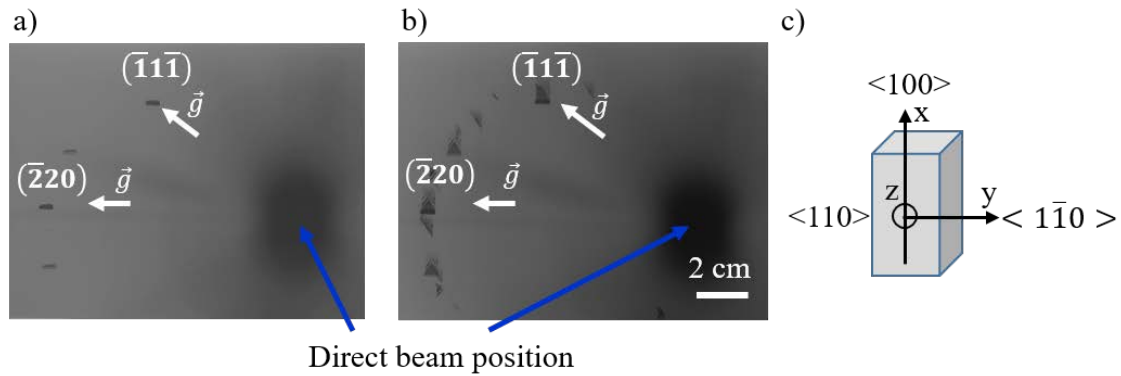 a)
(1̅11̅)
g⃗
(2̅20)
g⃗
b)
(1̅11̅)
g⃗
(2̅20)
g⃗
2 cm
Direct beam position
c)
<100>
x
z
y
<110>
< 11̅0 >